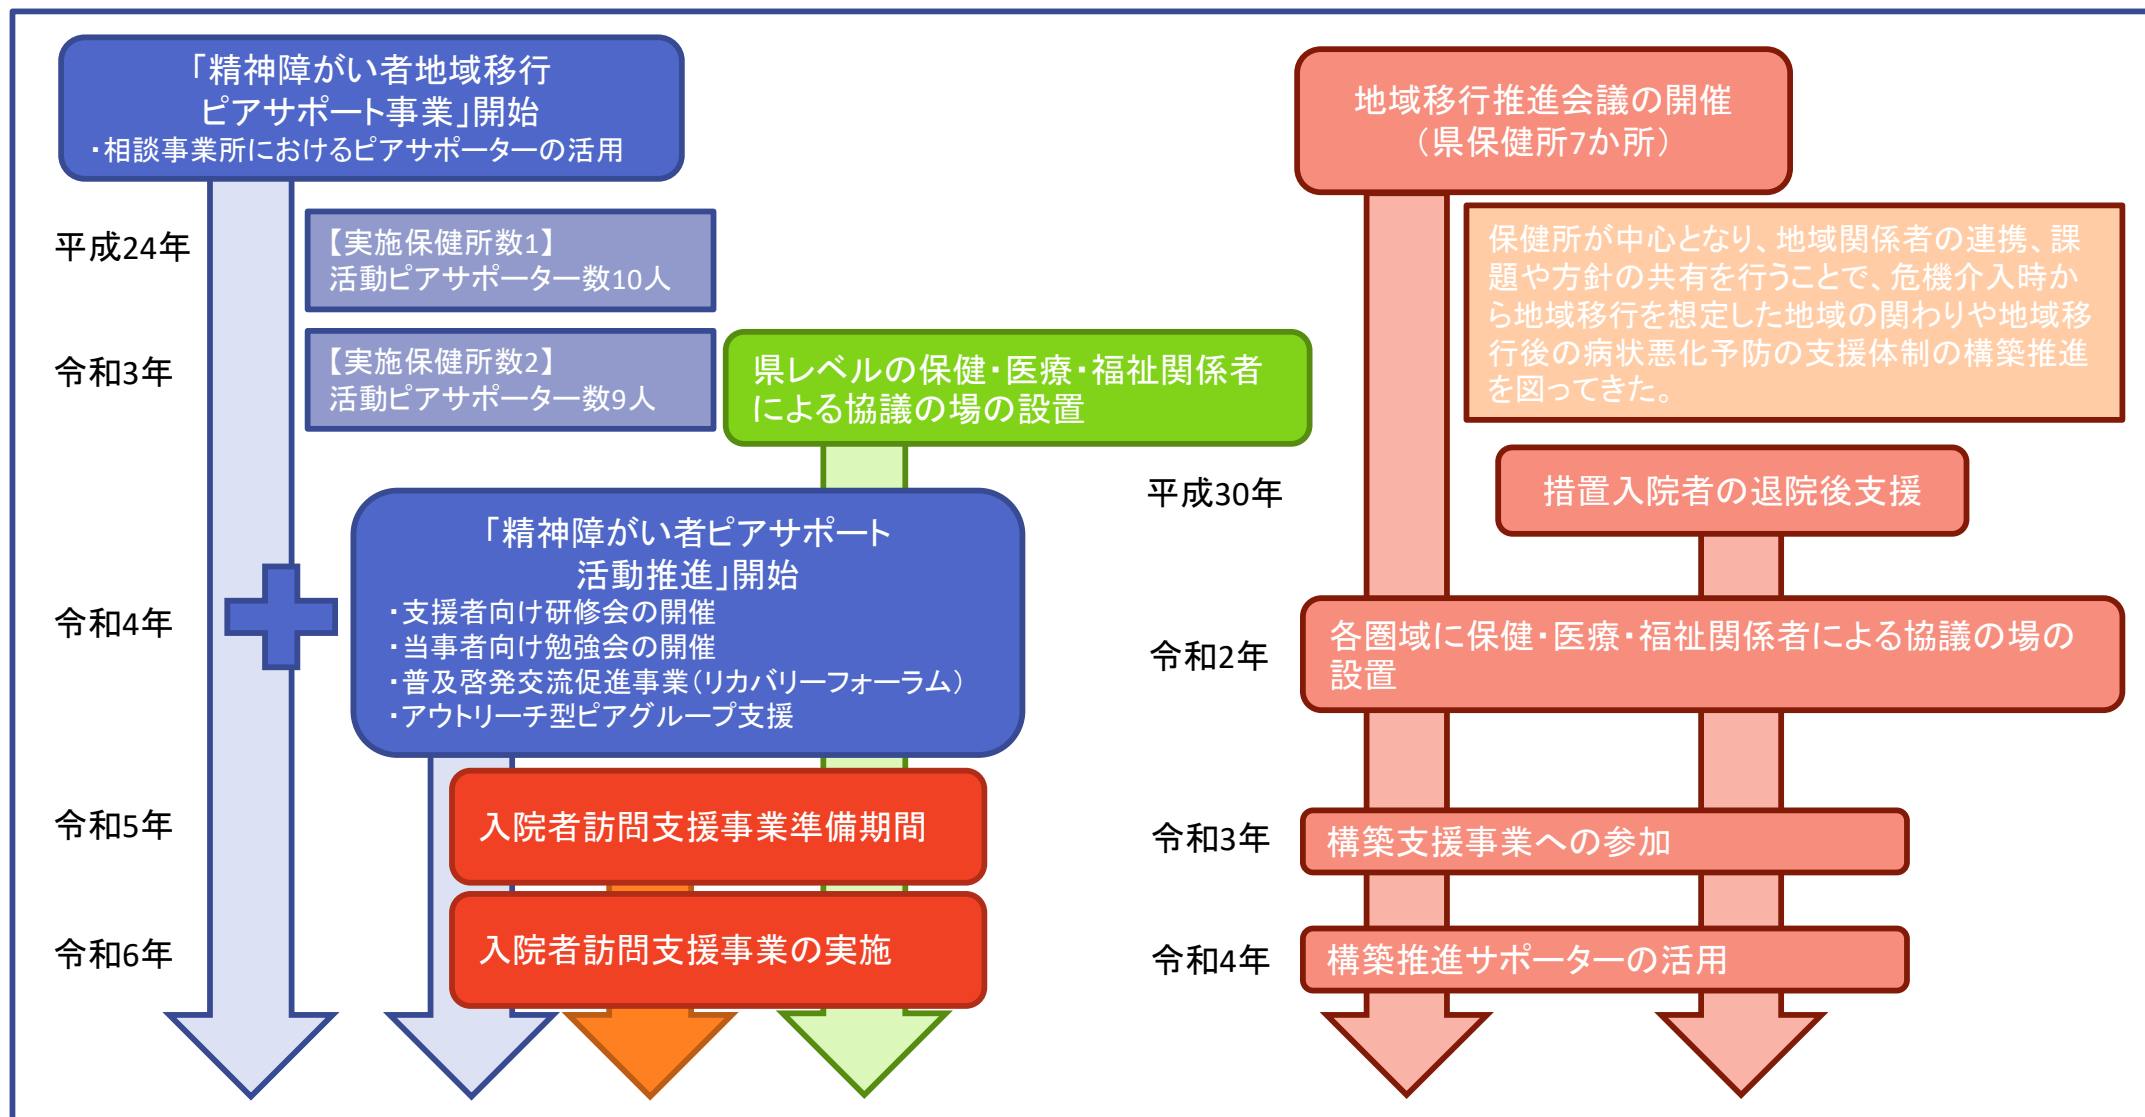 「精神障がい者地域移行
ピアサポート事業」開始
・相談事業所におけるピアサポーターの活用
平成24年
【実施保健所数1】
活動ピアサポーター数10人
令和3年
【実施保健所数2】
活動ピアサポーター数9人
県レベルの保健・医療・福祉関係者
による協議の場の設置
令和4年
「精神障がい者ピアサポート
活動推進」開始
・支援者向け研修会の開催
・当事者向け勉強会の開催
・普及啓発交流促進事業(リカバリーフォーラム)
・アウトリーチ型ピアグループ支援
令和5年
入院者訪問支援事業準備期間
令和6年
入院者訪問支援事業の実施
地域移行推進会議の開催
(県保健所7か所)
保健所が中心となり、地域関係者の連携、課
題や方針の共有を行うことで、危機介入時か
ら地域移行を想定した地域の関わりや地域移
行後の病状悪化予防の支援体制の構築推進
を図ってきた。
平成30年
措置入院者の退院後支援
令和2年
各圏域に保健・医療・福祉関係者による協議の場の
設置
令和3年
構築支援事業への参加
令和4年
構築推進サポーターの活用